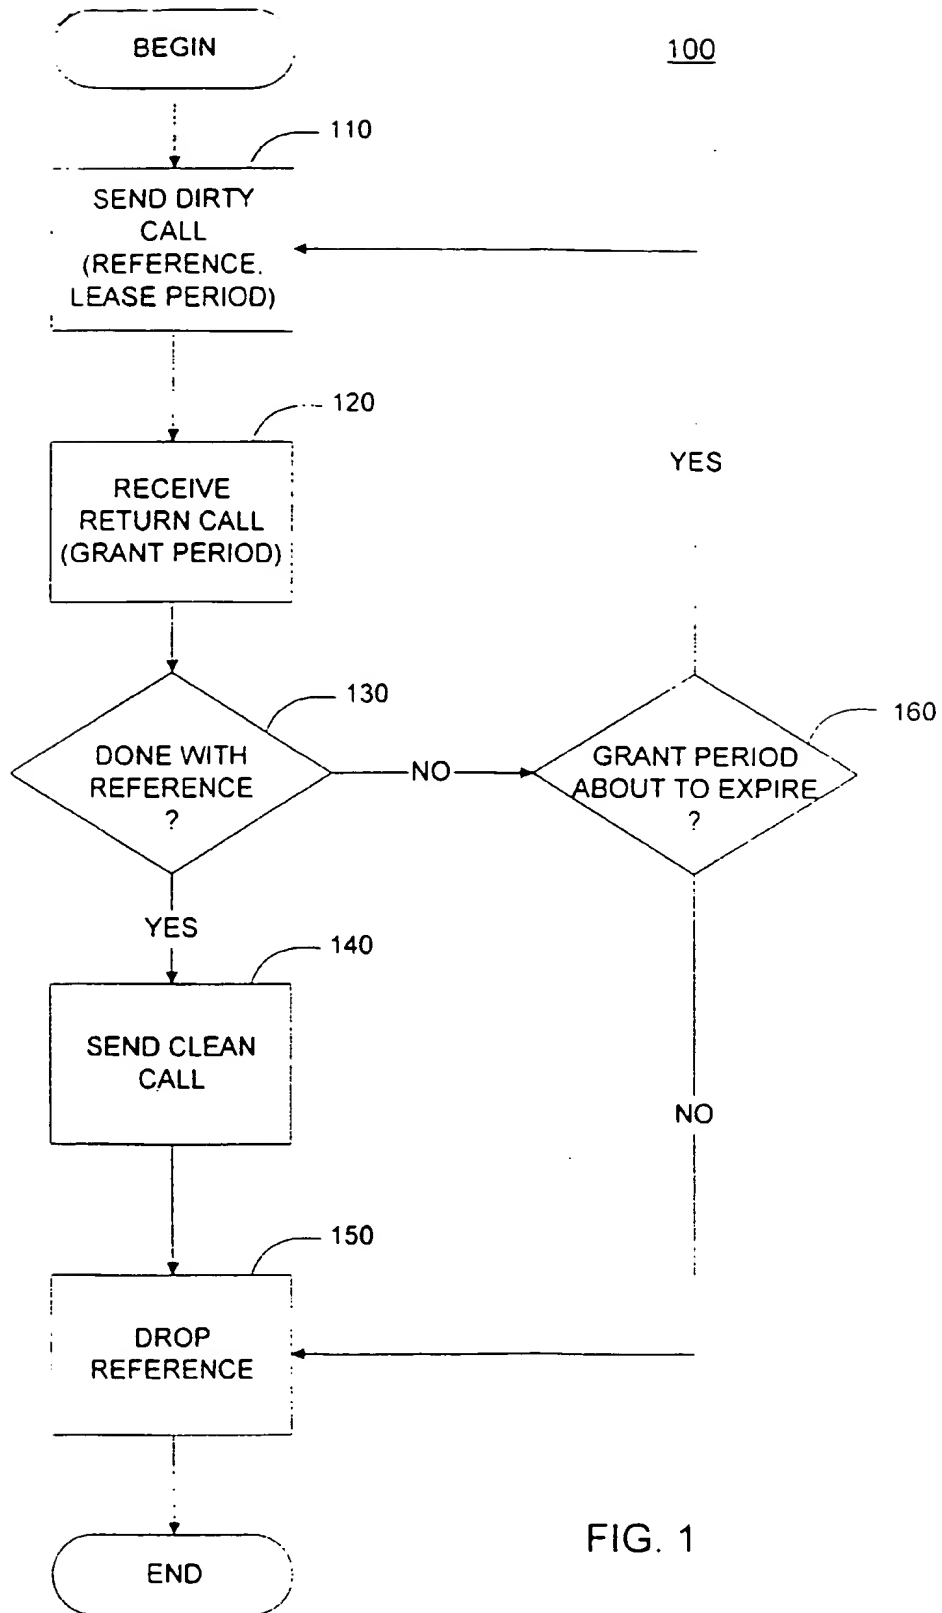 BEGIN
100
110
SEND DIRTY
CALL
(REFERENCE.
LEASE PERIOD)
120
RECEIVE
RETURN CALL
(GRANT PERIOD)
YES
130
DONE WITH
REFERENCE
?
NO
160
GRANT PERIOD
ABOUT TO EXPIRE
?
YES
140
SEND CLEAN
CALL
NO
150
DROP
REFERENCE
END
FIG. 1